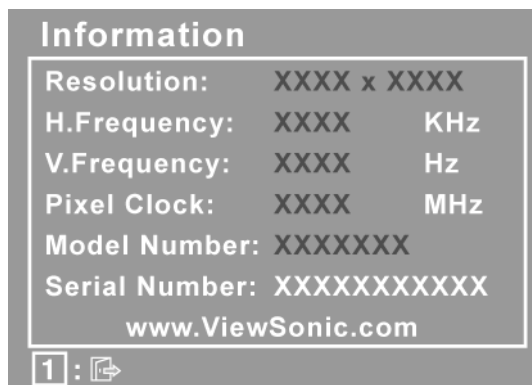 Information
Resolution: XXXX x XXXX
H.Frequency: XXXX KHz
V.Frequency: XXXX Hz
Pixel Clock: XXXX MHz
Model Number: XXXXXXX
Serial Number: XXXXXXXXXXX
www.ViewSonic.com
1 :